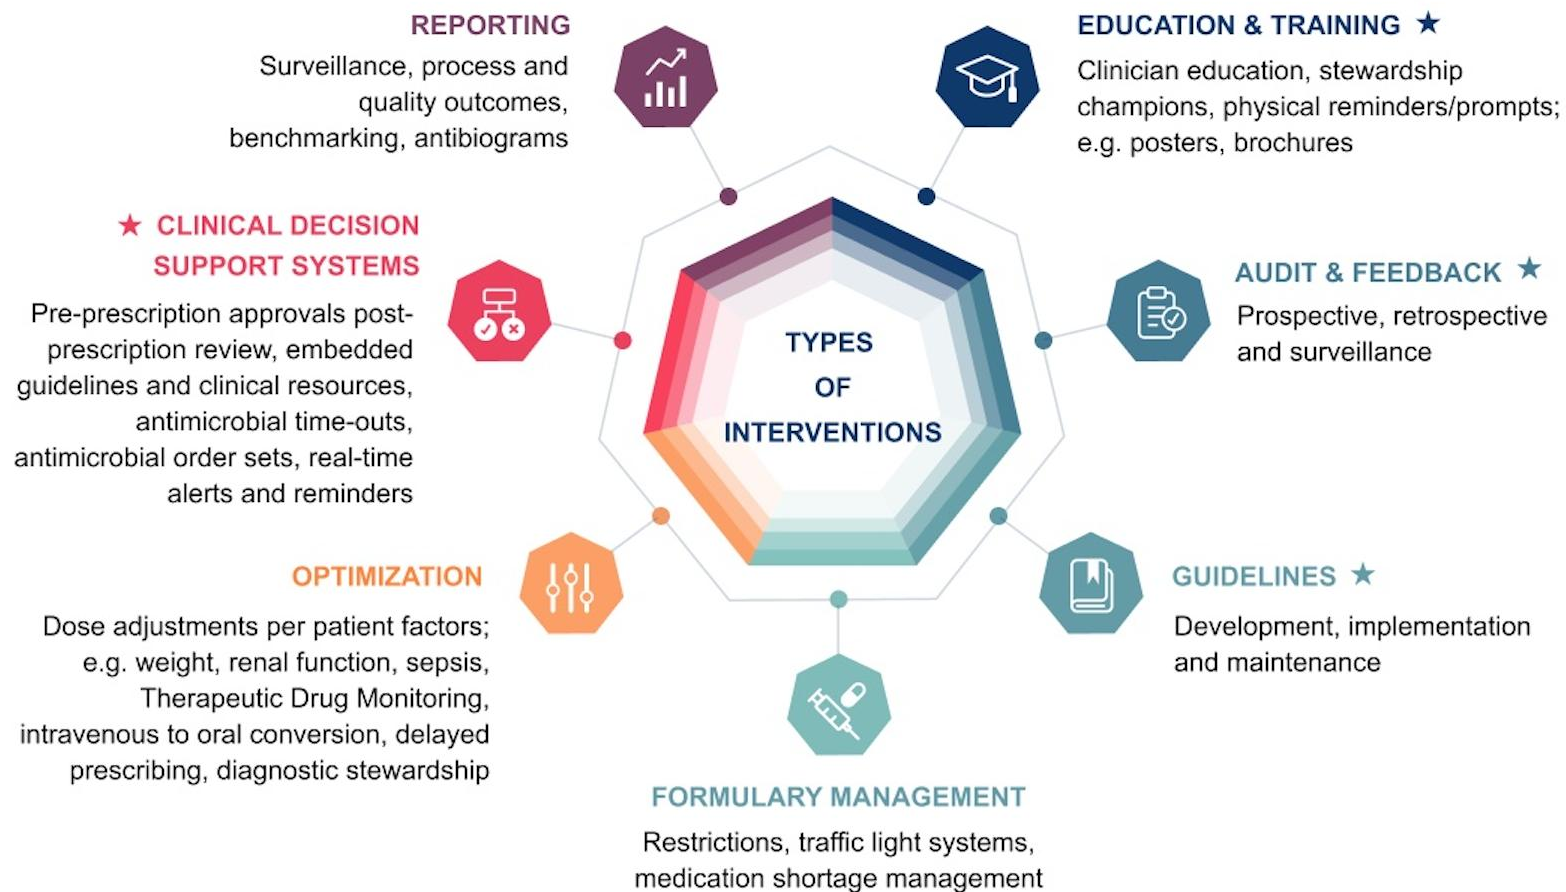 REPORTING
Surveillance, process and
quality outcomes,
benchmarking, antibiograms
EDUCATION & TRAINING ★
Clinician education, stewardship
champions, physical reminders/prompts;
e.g. posters, brochures
★ CLINICAL DECISION
SUPPORT SYSTEMS
Pre-prescription approvals post-
prescription review, embedded
guidelines and clinical resources,
antimicrobial time-outs,
antimicrobial order sets, real-time
alerts and reminders
AUDIT & FEEDBACK ★
Prospective, retrospective
and surveillance
TYPES
OF
INTERVENTIONS
OPTIMIZATION
Dose adjustments per patient factors;
e.g. weight, renal function, sepsis,
Therapeutic Drug Monitoring,
intravenous to oral conversion, delayed
prescribing, diagnostic stewardship
GUIDELINES ★
Development, implementation
and maintenance
FORMULARY MANAGEMENT
Restrictions, traffic light systems,
medication shortage management